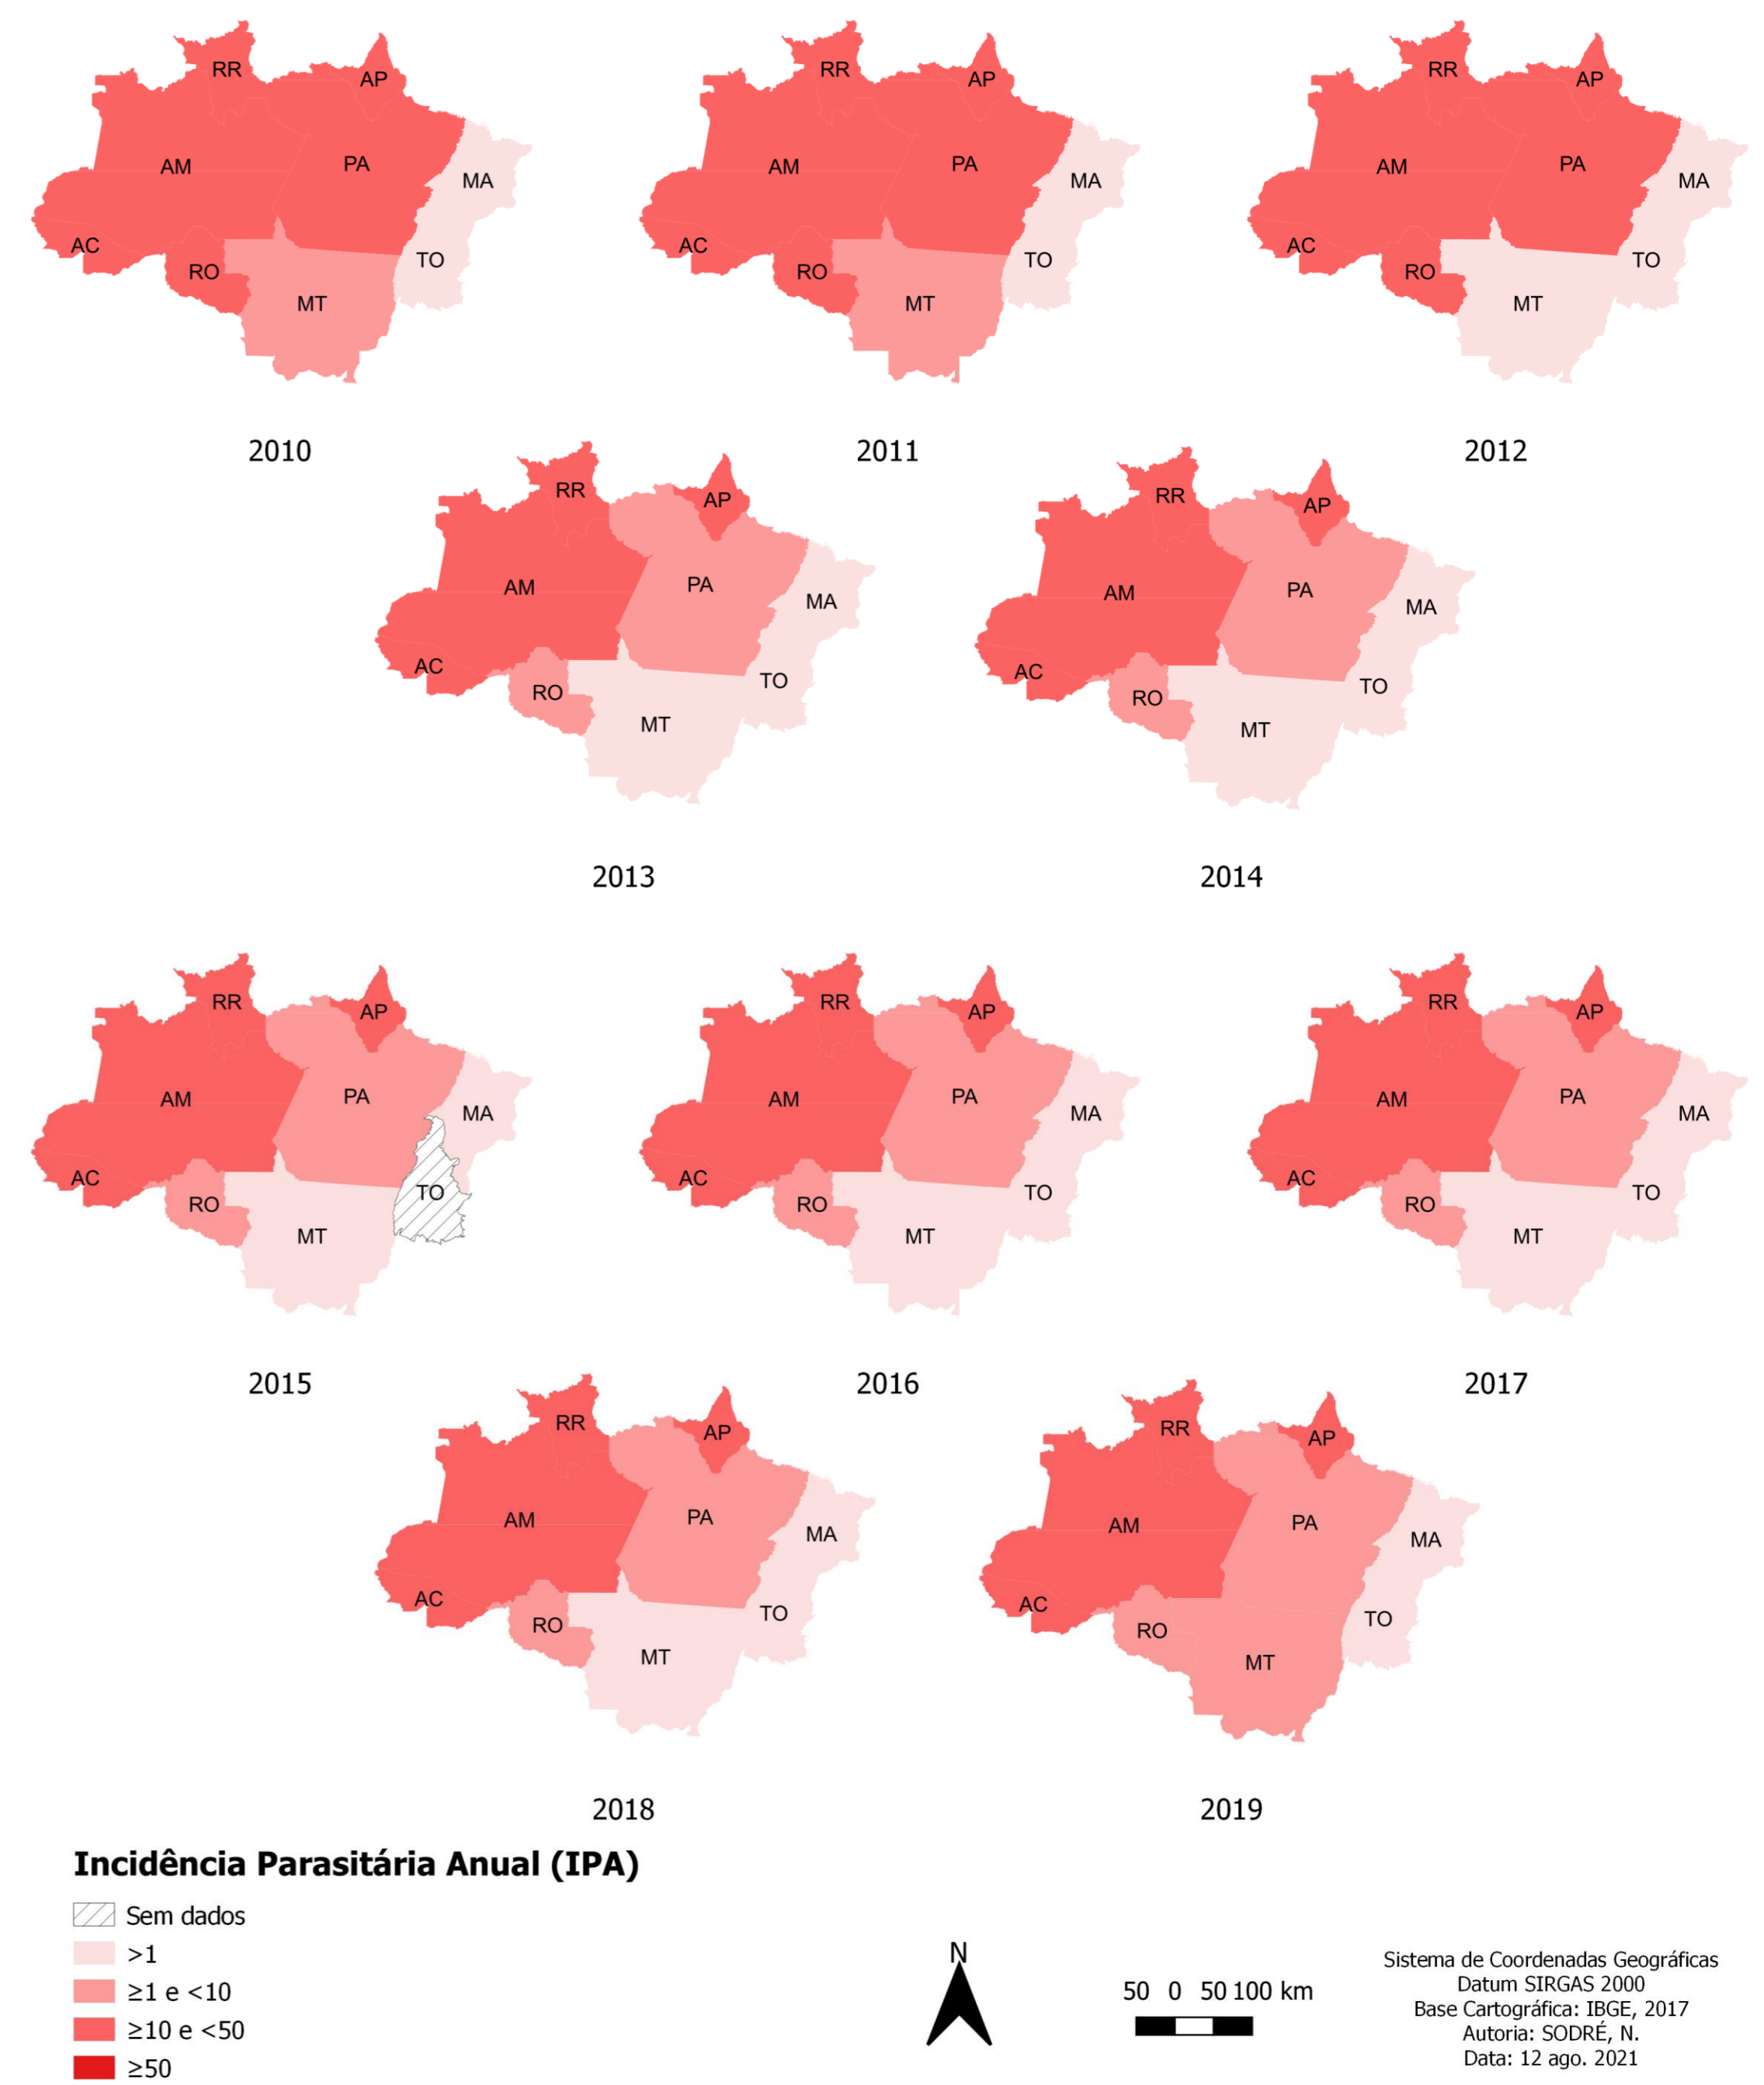 RR
AP
AM
PA
MA
AC
TO
RO
MT
2010
RR
AP
AM
PA
MA
AC
TO
RO
MT
2011
RR
AP
AM
PA
MA
AC
TO
RO
MT
2012
RR
AP
AM
PA
MA
AC
TO
RO
MT
2013
RR
AP
AM
PA
MA
AC
TO
RO
MT
2014
RR
AP
AM
PA
MA
AC
TO
RO
MT
2015
RR
AP
AM
PA
MA
AC
TO
RO
MT
2016
RR
AP
AM
PA
MA
AC
TO
RO
MT
2017
RR
AP
AM
PA
MA
AC
TO
RO
MT
2018
RR
AP
AM
PA
MA
AC
TO
RO
MT
2019
Incidência Parasitária Anual (IPA)
Sem dados
>1
≥1 e <10
≥10 e <50
≥50
N
50 0 50 100 km
Sistema de Coordenadas Geográficas
Datum SIRGAS 2000
Base Cartográfica: IBGE, 2017
Autoria: SODRÉ, N.
Data: 12 ago. 2021